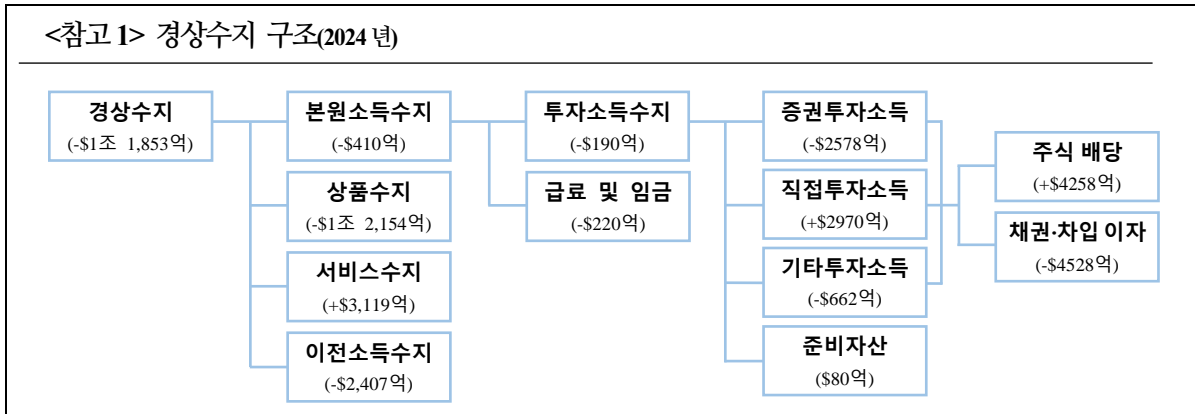 <참고 1> 경상수지 구조(2024 년)
경상수지
(-$1조 1,853억)
본원소득수지
(-$410억)
상품수지
(-$1조 2,154억)
서비스수지
(+$3,119억)
이전소득수지
(-$2,407억)
투자소득수지
(-$190억)
급료 및 임금
(-$220억)
증권투자소득
(-$2578억)
직접투자소득
(+$2970억)
기타투자소득
(-$662억)
준비자산
($80억)
주식 배당
(+$4258억)
채권·차입 이자
(-$4528억)